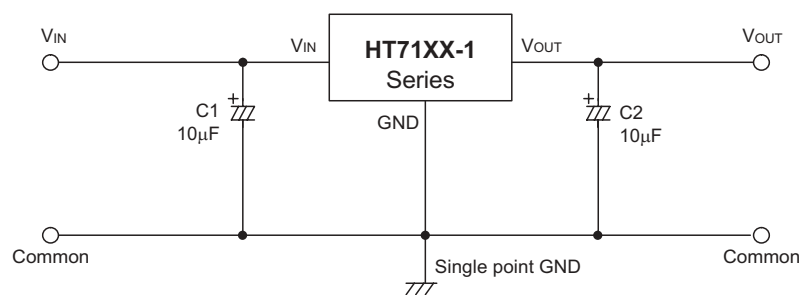 VIN
VIN
HT71XX-1
Series
VOUT
VOUT
GND
+
C1
10μF
+
C2
10μF
Common
Single point GND
Common